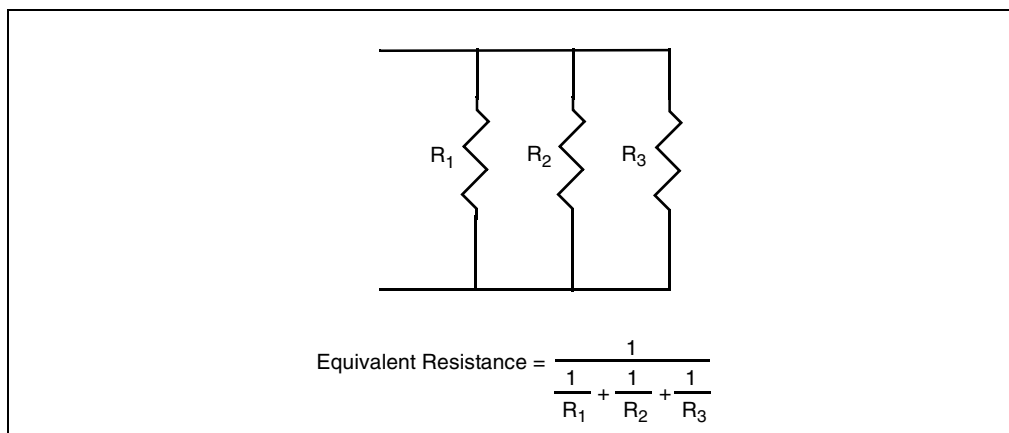 R1 R2 R3
Equivalent Resistance = 1
1 + 1 + 1
R1 R2 R3